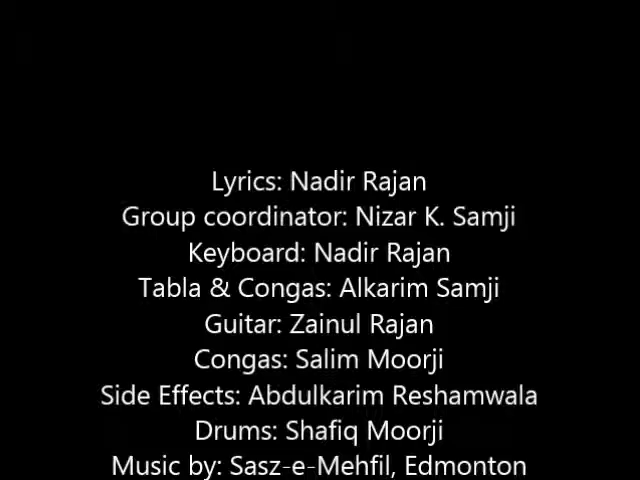 Lyrics: Nadir Rajan
Group coordinator: Nizar K. Samji
Keyboard: Nadir Rajan
Tabla & Congas: Alkarim Samji
Guitar: Zainul Rajan
Congas: Salim Moorji
Side Effects: Abdulkarim Reshamwala
Drums: Shafiq Moorji
Music by: Sasz-e-Mehfil, Edmonton